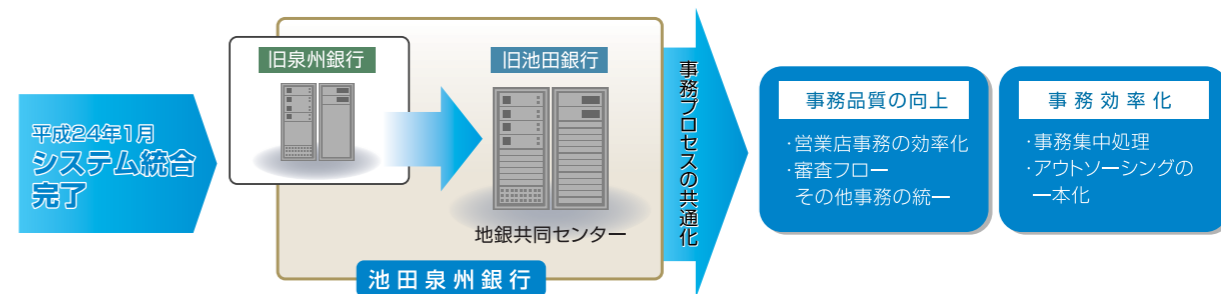 平成24年1月
システム統合
完了
旧泉州銀行
旧池田銀行
地銀共同センター
池田泉州銀行
事務プロセスの共通化
事務品質の向上
・営業店事務の効率化
・審査フロー
その他事務の統一
事務効率化
・事務集中処理
・アウトソーシングの
一本化